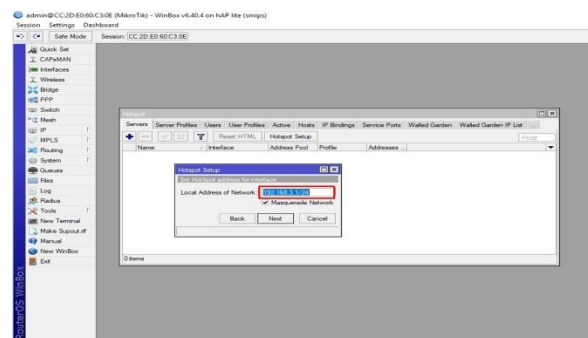 admin@CC:2D:E0:60:C3:0E (MikroTik) - WinBox v6.40.4 on hAP lite (smips)
Session Settings Dashboard
Safe Mode Session: CC:2D:E0:60:C3:0E
Quick Set
CAPsMAN
Interfaces
Wireless
Bridge
PPP
Switch
Mesh
IP
MPLS
Routing
System
Queues
Files
Log
Radius
Tools
New Terminal
Make Supout.rif
Manual
New WinBox
Exit
RouterOS WinBox
Hotspot
Servers Server Profiles Users User Profiles Active Hosts IP Bindings Service Ports Walled Garden Walled Garden IP List ...
Reset HTML Hotspot Setup Find
Name Interface Address Pool Profile Addresses ...
Hotspot Setup
Set HotSpot address for interface
Local Address of Network: 192.168.3.1/24
Masquerade Network
Back Next Cancel
0 items